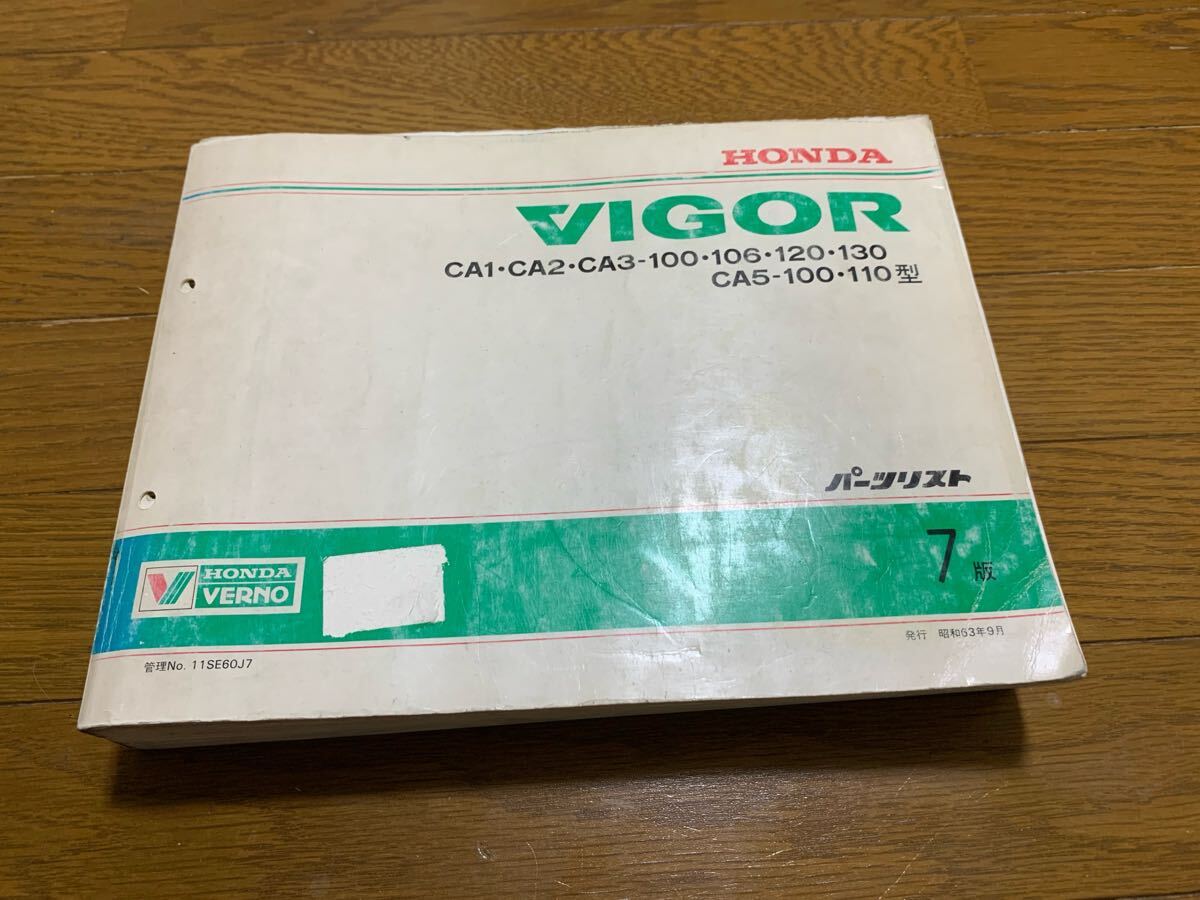 HONDA
VIGOR
CA1・CA2・CA3-100・106・120・130
CA5-100・110型
パーツリスト
7版
HONDA
VERNO
発行 昭和63年9月
管理No. 11SE60J7